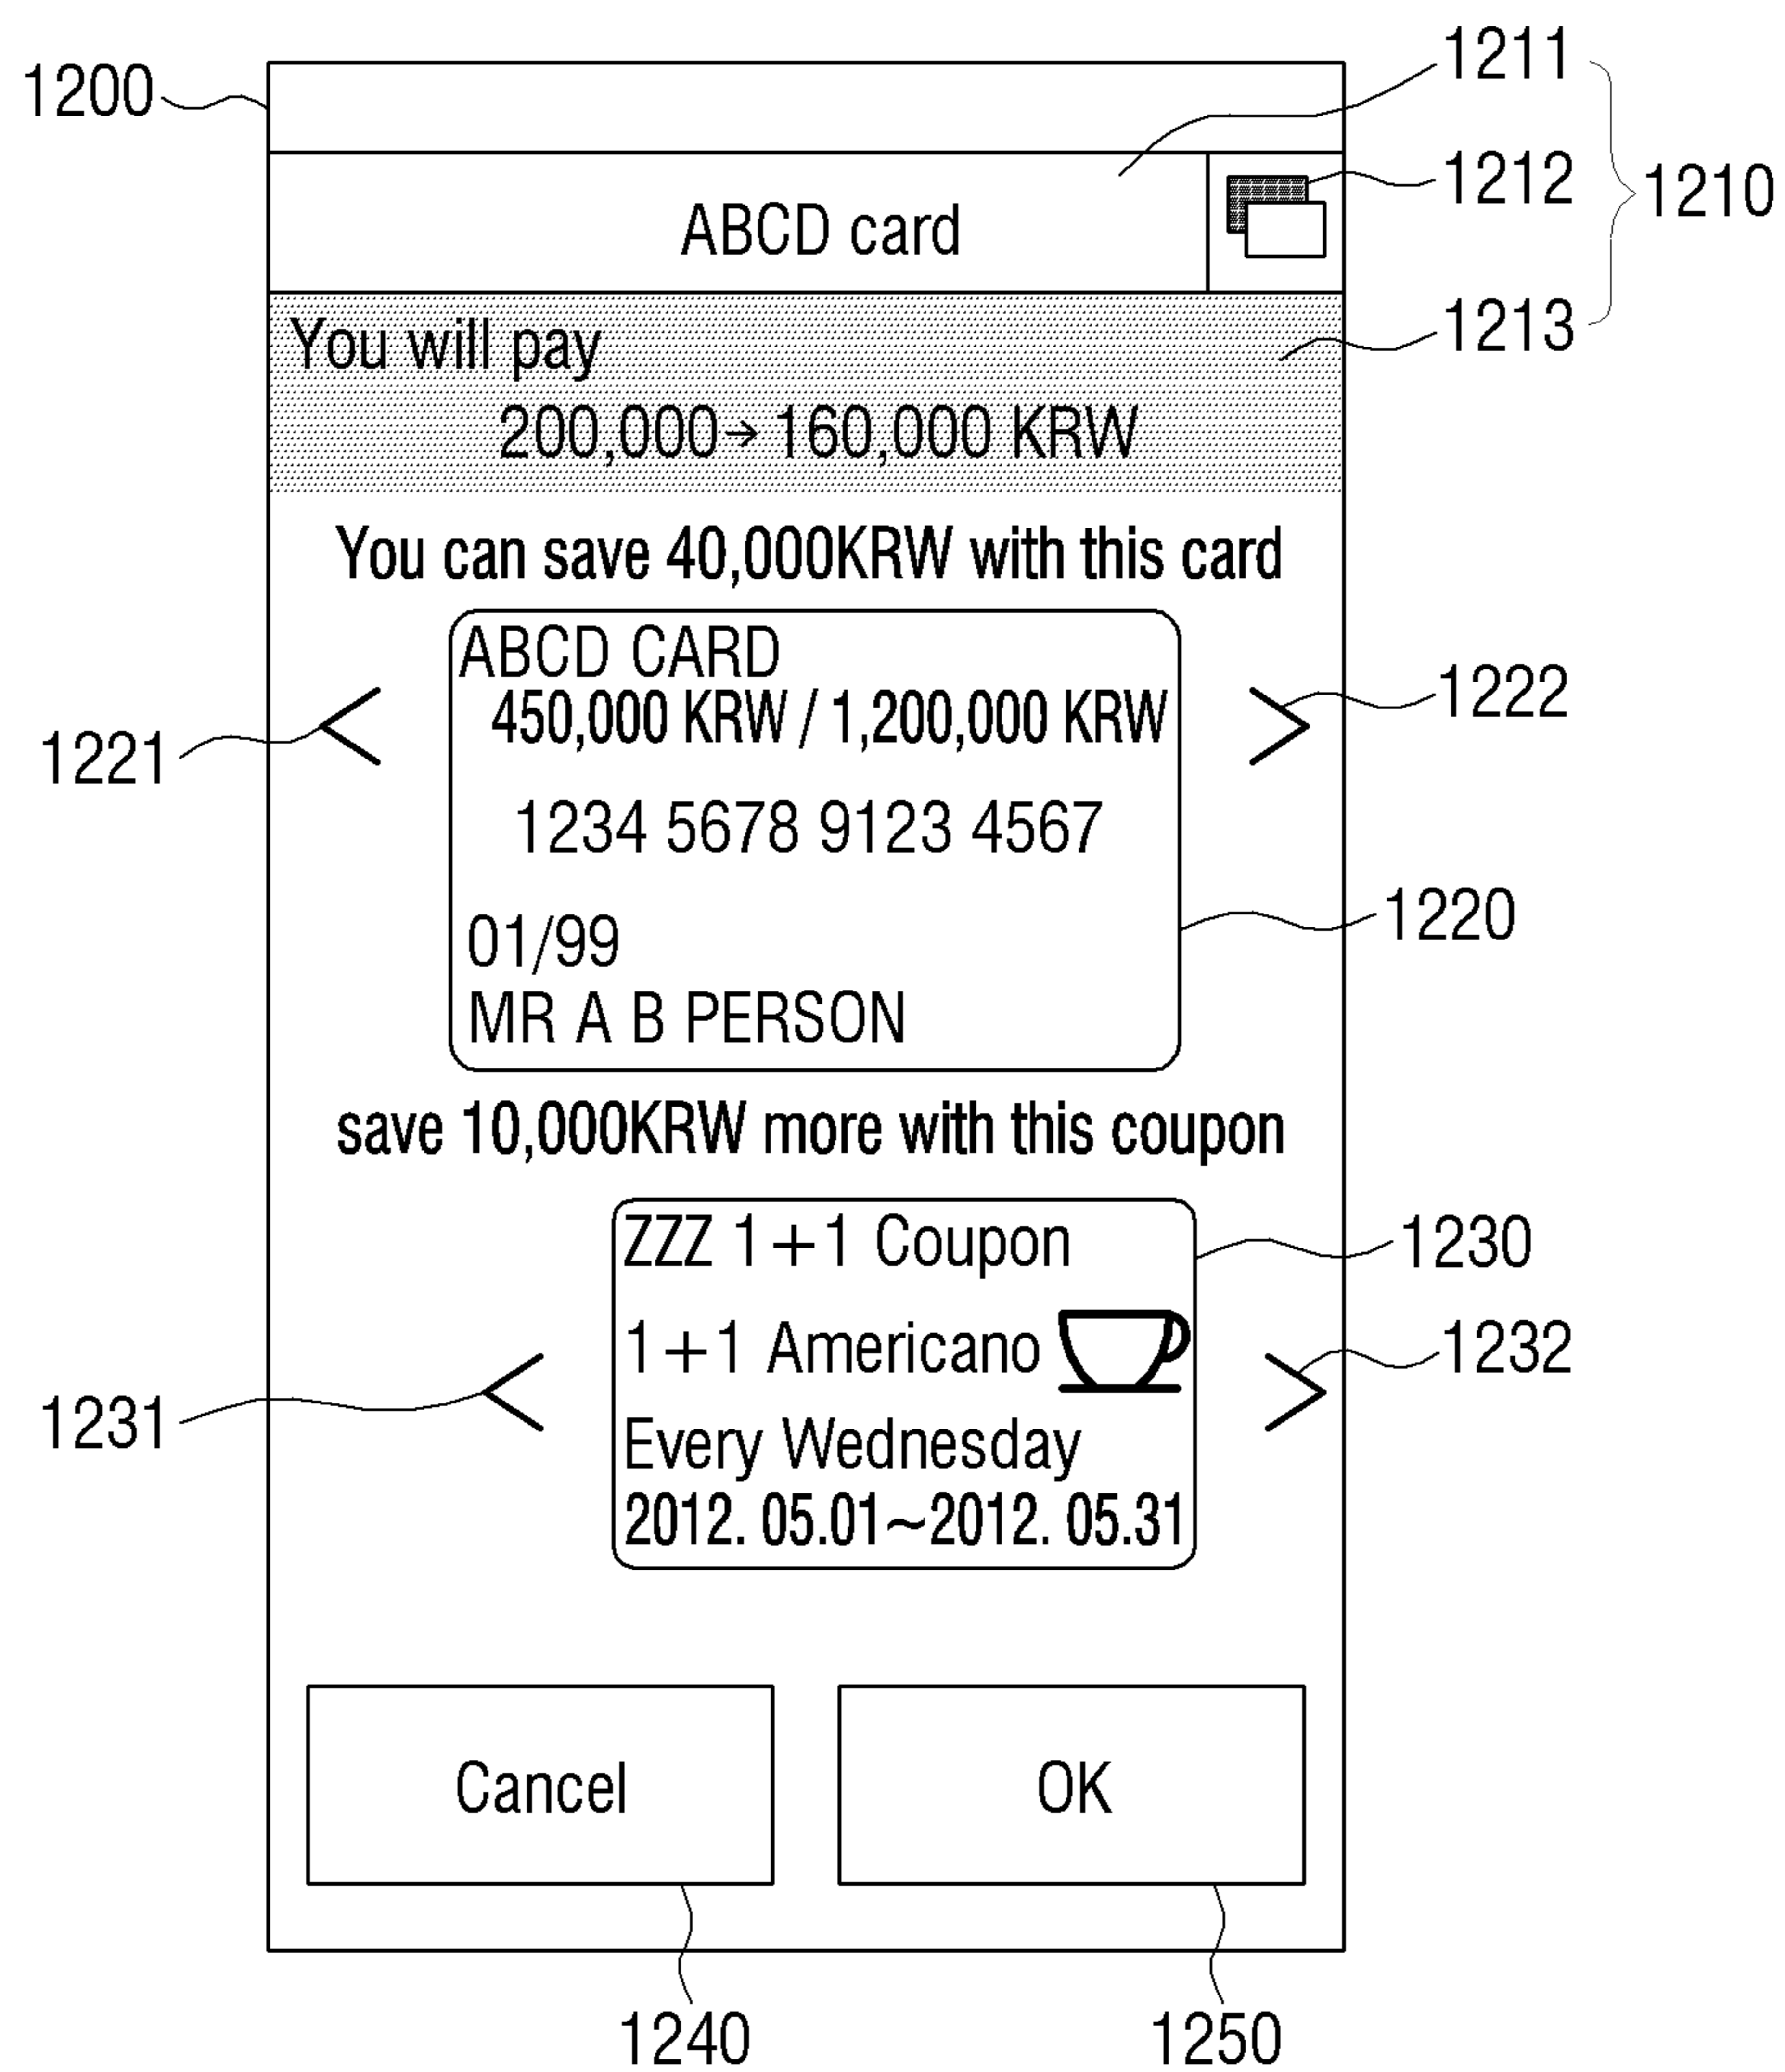 1200
1211
1212
1210
1213
ABCD card
You will pay
200,000→160,000 KRW
You can save 40,000KRW with this card
ABCD CARD
450,000 KRW / 1,200,000 KRW
1234 5678 9123 4567
01/99
MR A B PERSON
1221
1222
1220
save 10,000KRW more with this coupon
ZZZ 1+1 Coupon
1+1 Americano
Every Wednesday
2012. 05.01~2012. 05.31
1230
1231
1232
Cancel
OK
1240
1250